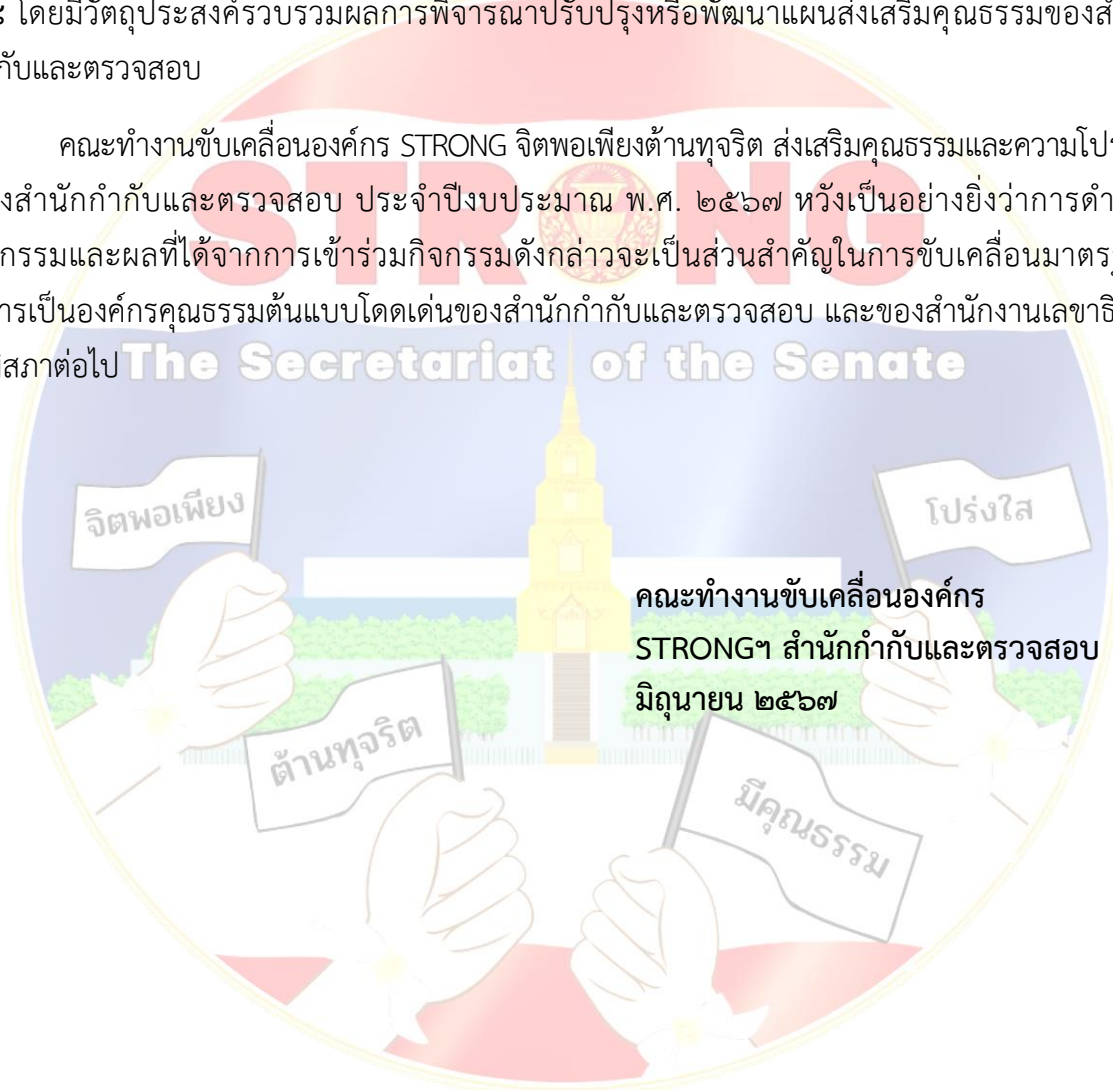 โดยมีวัตถุประสงค์รวบรวมผลการพิจารณาปรับปรุงหรือพัฒนาแผนส่งเสริมคุณธรรมของสำ
กับและตรวจสอบ
คณะทำงานขับเคลื่อนองค์กร STRONG จิตพอเพียงต้านทุจริต ส่งเสริมคุณธรรมและความโปร
งสำนักกำกับและตรวจสอบ ประจำปีงบประมาณ พ.ศ. ๒๕๖๗ หวังเป็นอย่างยิ่งว่าการดำ
กรรมและผลที่ได้จากการเข้าร่วมกิจกรรมดังกล่าวจะเป็นส่วนสำคัญในการขับเคลื่อนมาตร
ารเป็นองค์กรคุณธรรมต้นแบบโดดเด่นของสำนักกำกับและตรวจสอบ และของสำนักงานเลขาธิ
ิสภาต่อไป
STRONG
The Secretariat of the Senate
จิตพอเพียง
โปร่งใส
คณะทำงานขับเคลื่อนองค์กร
STRONGฯ สำนักกำกับและตรวจสอบ
มิถุนายน ๒๕๖๗
ต้านทุจริต
มีคุณธรรม